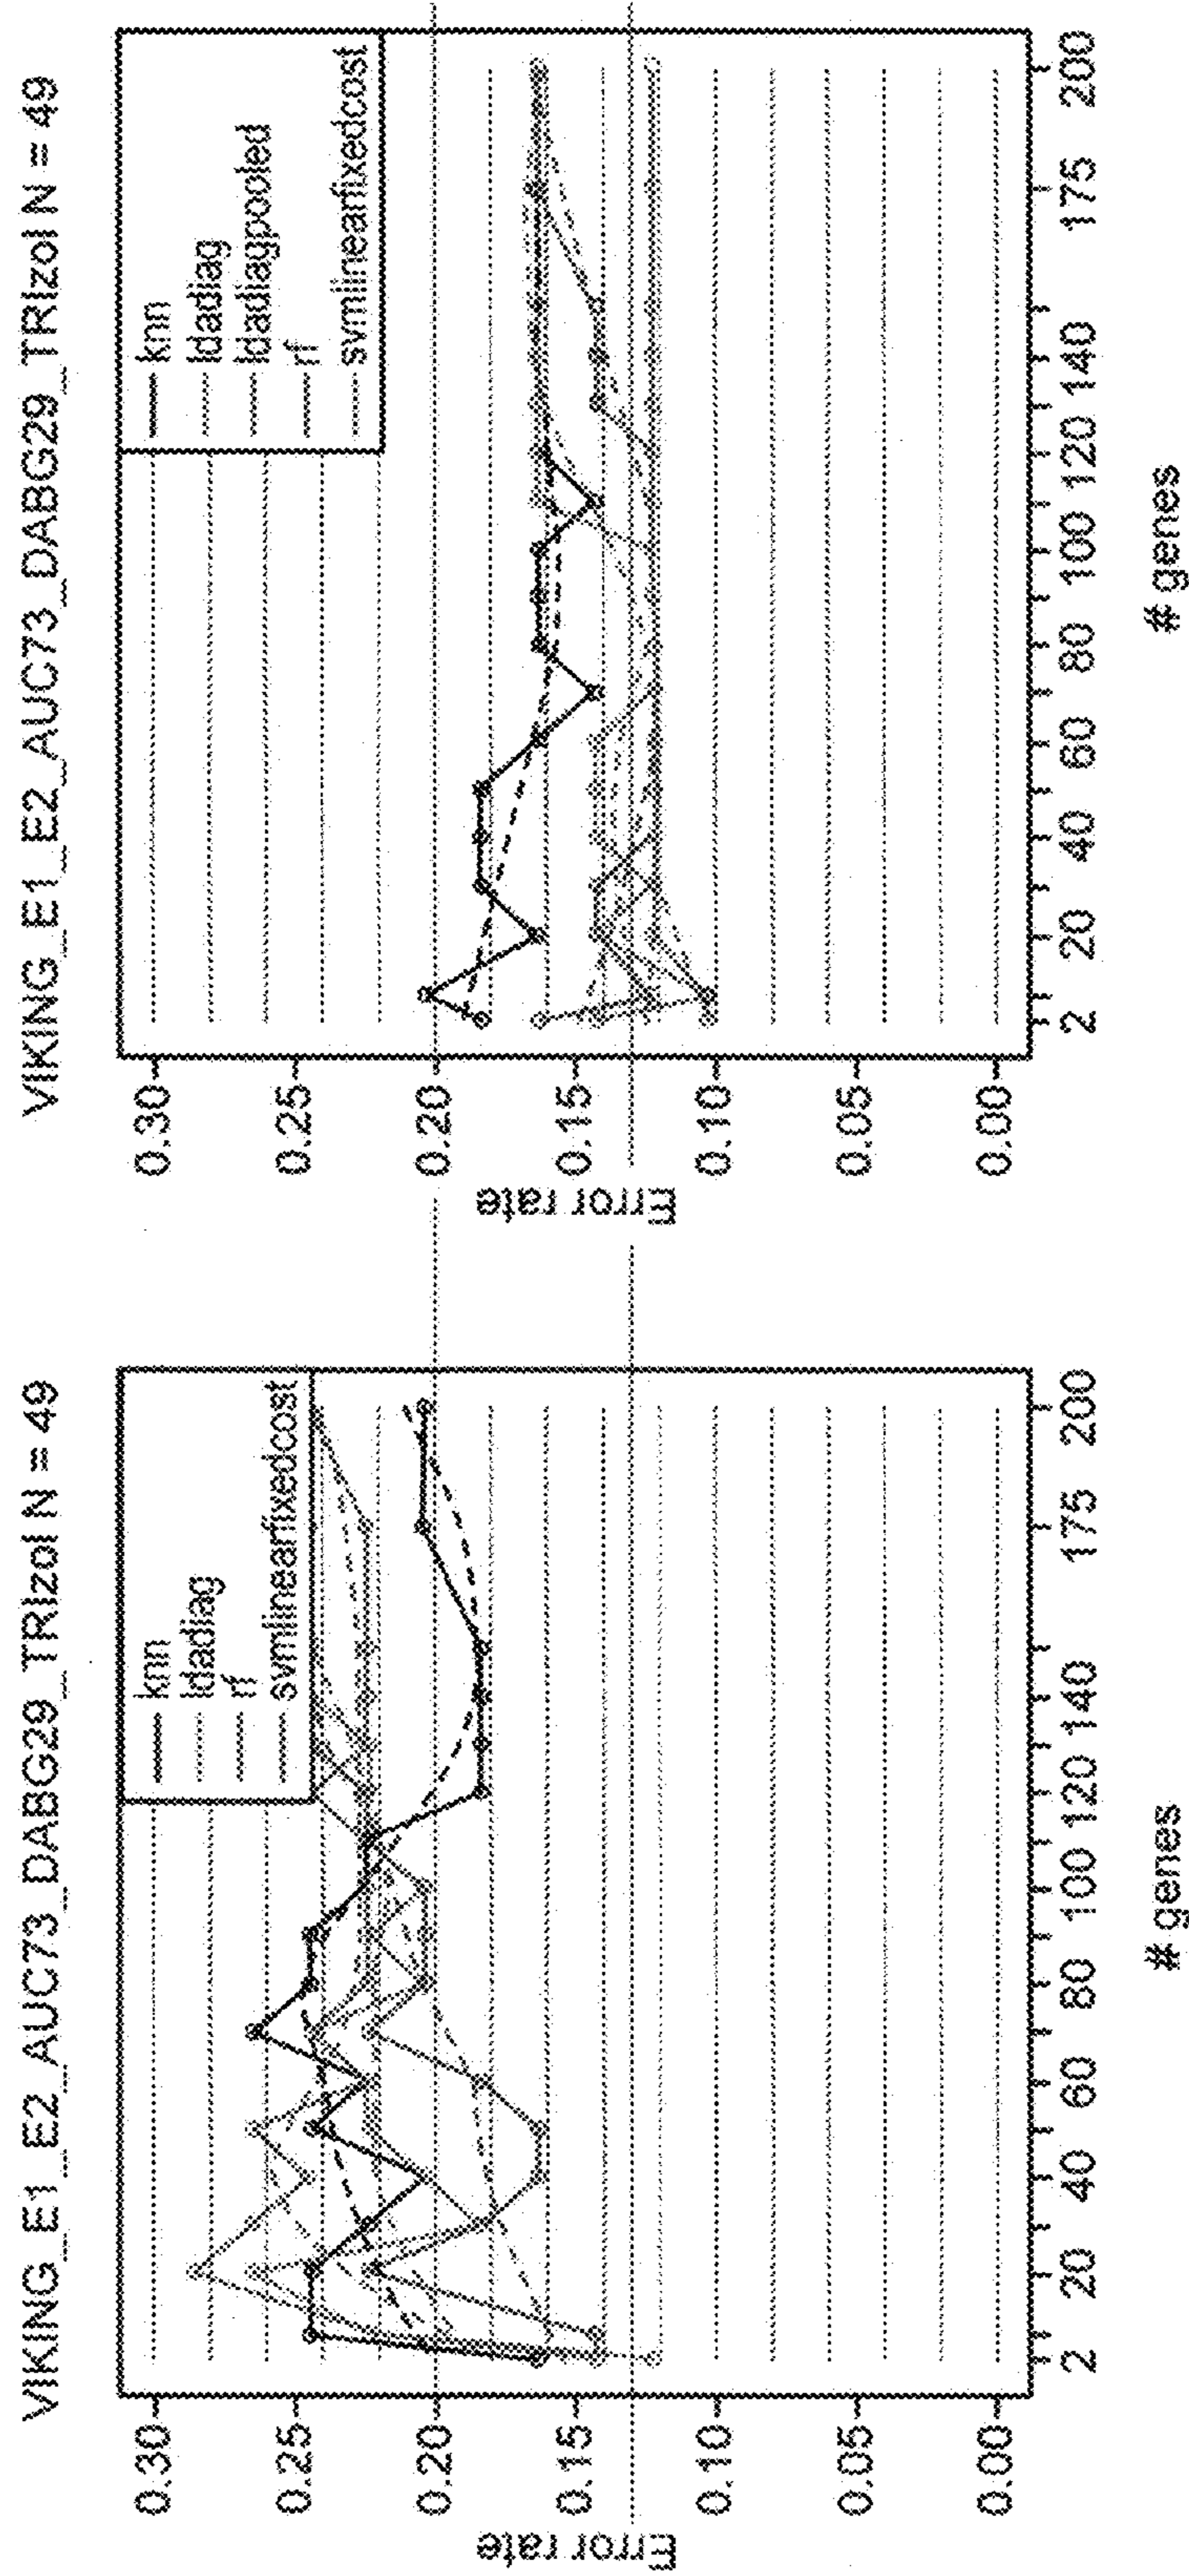 VIKING_E1_E2_AUC73_DABG29_TRIzol N = 49
knn
ldadiag
rf
svmlinearfixedcost
Error rate
0.30
0.25
0.20
0.15
0.10
0.05
0.00
2 20 40 60 80 100 120 140 175 200
# genes
VIKING_E1_E2_AUC73_DABG29_TRIzol N = 49
knn
ldadiag
ldadiagpooled
rf
svmlinearfixedcost
Error rate
0.30
0.25
0.20
0.15
0.10
0.05
0.00
2 20 40 60 80 100 120 140 175 200
# genes